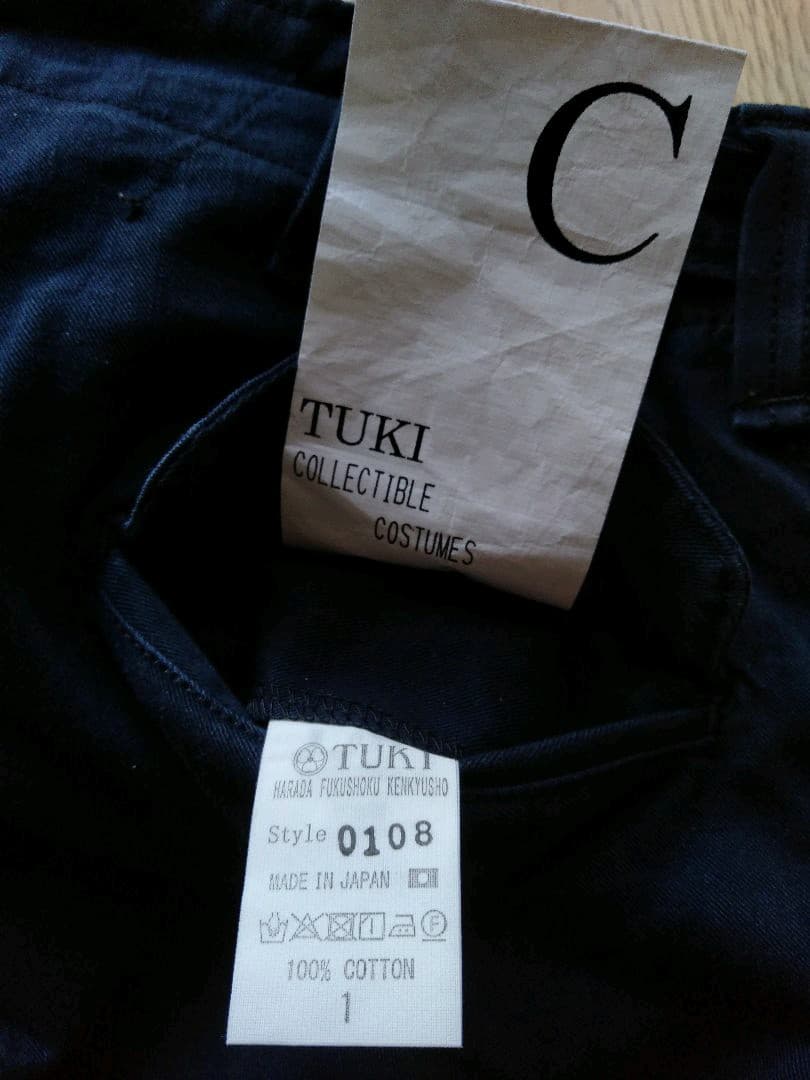 C
TUKI
COLLECTIBLE
COSTUMES
TUKI
HARADA FUKUSHOKU KENKYUSHO
Style 0108
MADE IN JAPAN
F
100% COTTON
1